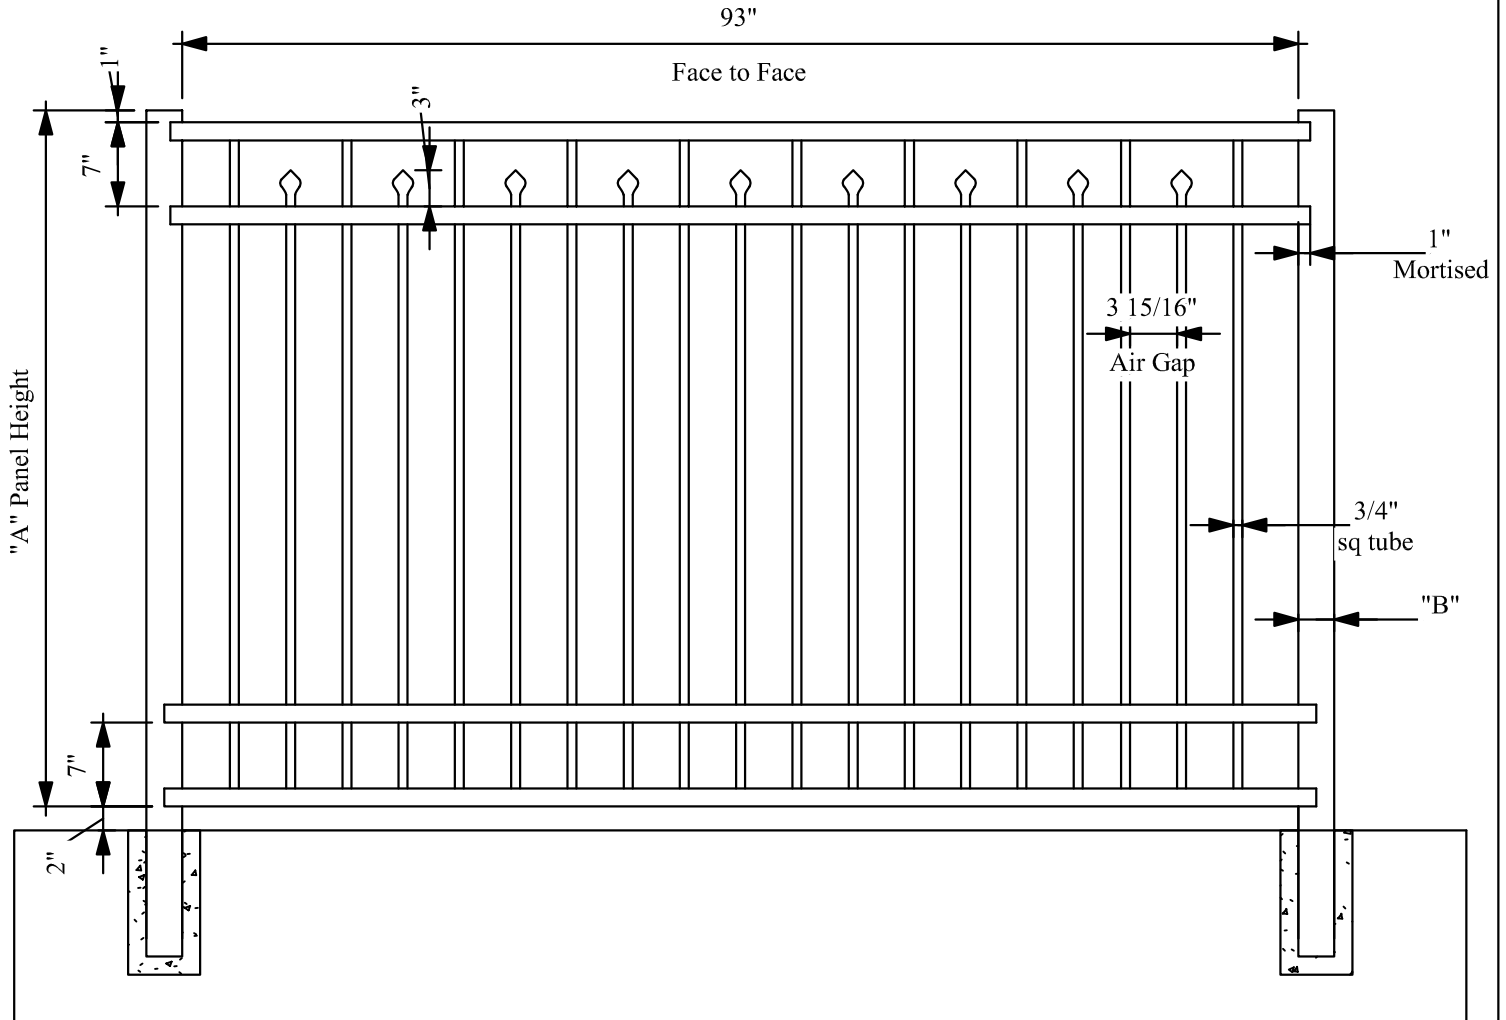 93"
Face to Face
1"
3"
7"
1"
Mortised
3 15/16"
Air Gap
"A" Panel Height
3/4"
sq tube
"B"
7"
2"